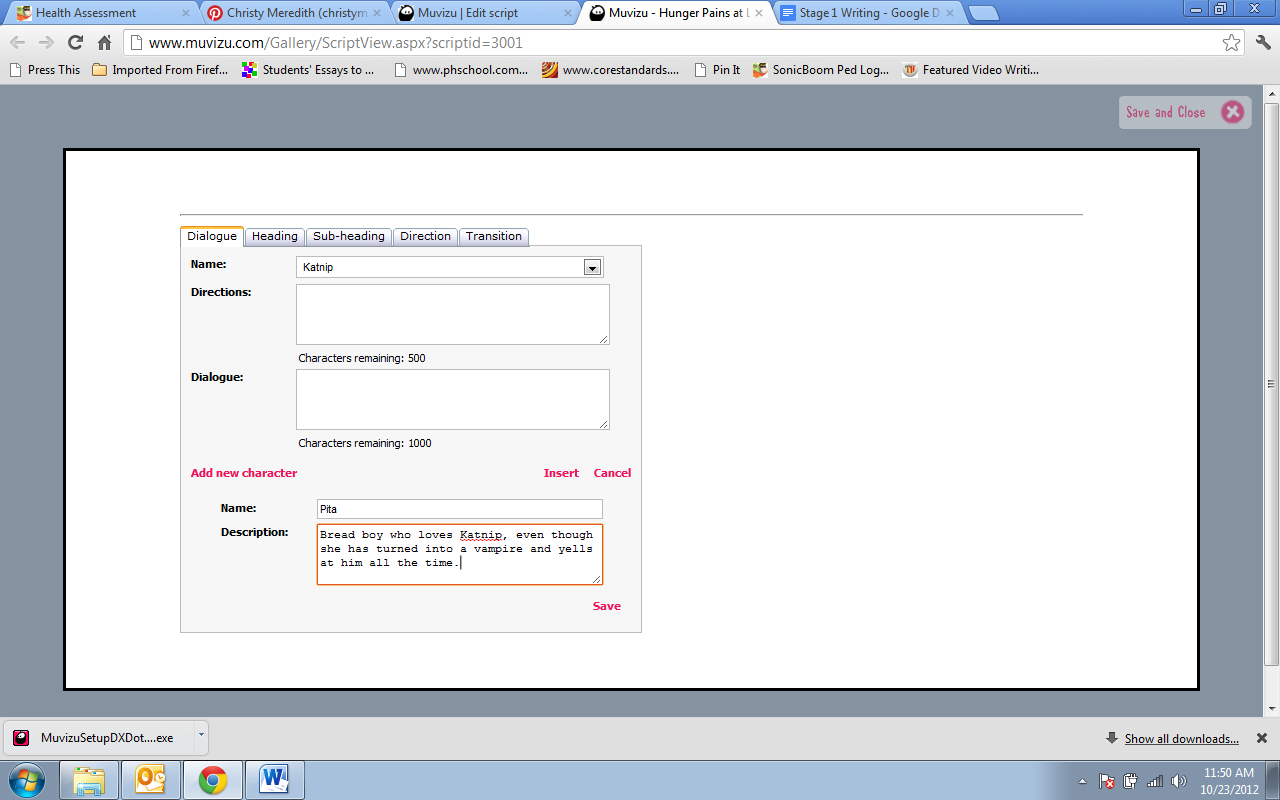 Health Assessment
Christy Meredith (christym
Muvizu | Edit script
Muvizu - Hunger Pains at L
Stage 1 Writing - Google D
www.muvizu.com/Gallery/ScriptView.aspx?scriptid=3001
Press This
Imported From Firef...
Students' Essays to ...
www.phschool.com...
www.corestandards....
Pin It
SonicBoom Ped Log...
Featured Video Writi...
Save and Close
Dialogue
Heading
Sub-heading
Direction
Transition
Name:
Katnip
Directions:
Characters remaining: 500
Dialogue:
Characters remaining: 1000
Add new character
Insert
Cancel
Name:
Pita
Description:
Bread boy who loves Katnip, even though
she has turned into a vampire and yells
at him all the time.
Save
MuvizuSetupDXDot....exe
Show all downloads...
11:50 AM
10/23/2012